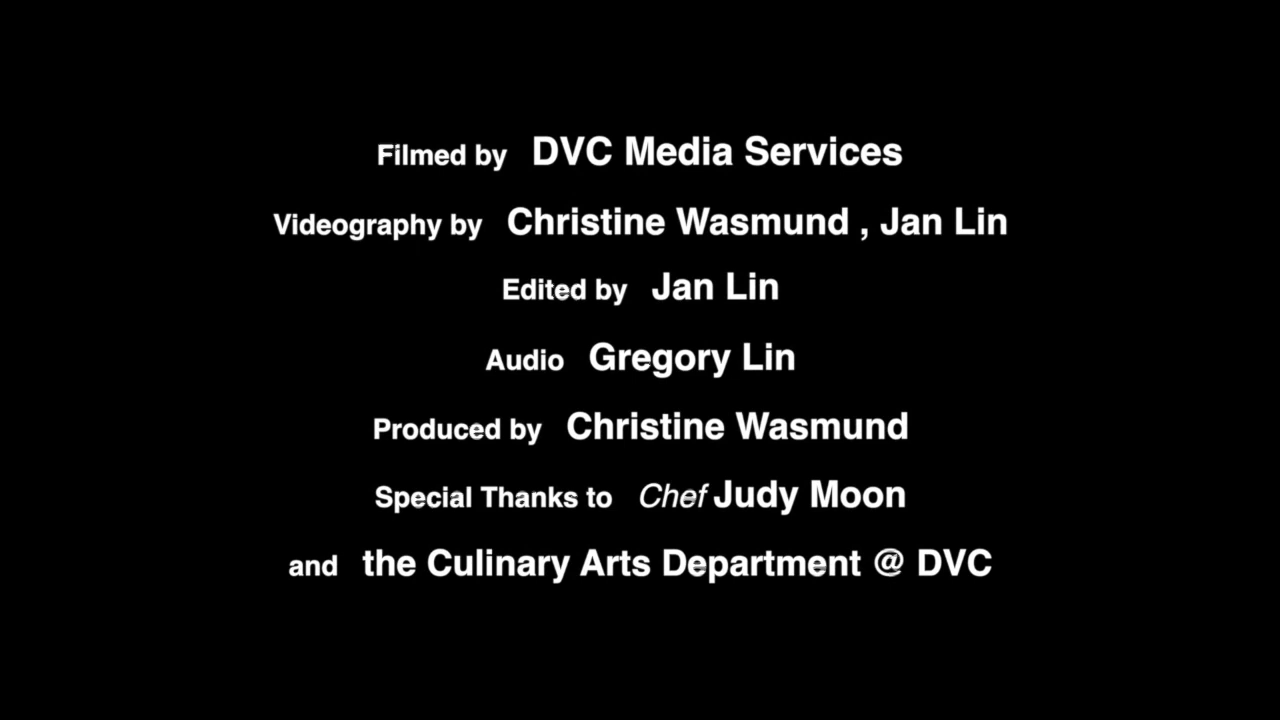 Filmed by DVC Media Services
Videography by Christine Wasmund , Jan Lin
Edited by Jan Lin
Audio Gregory Lin
Produced by Christine Wasmund
Special Thanks to Chef Judy Moon
and the Culinary Arts Department @ DVC